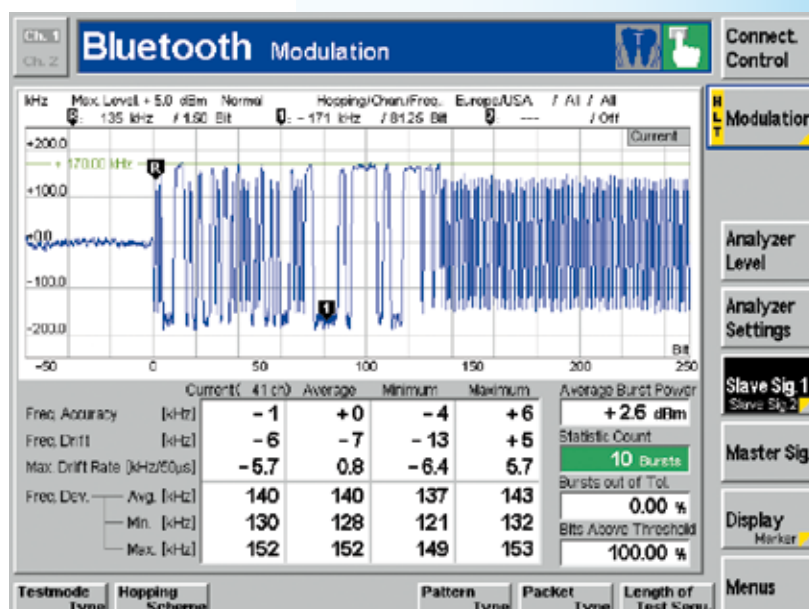 Ch. 1
Ch. 2
Bluetooth Modulation
Connect.
Control
kHz Max. Level: + 5.0 dBm Normal Hopping/Chan./Freq. Europe/USA / All / All
R: 135 kHz / 1.50 Bit 1: - 171 kHz / 81.25 Bit 2: --- / Off
Current
+200.0
+ 170.00 kHz
R
+100.0
±0.0
-100.0
1
-200.0
Bit
-50 0 50 100 150 200 250
HLT
Modulation
Analyzer
Level
Analyzer
Settings
Slave Sig.1
Slave Sig.2
Master Sig.
Display
Marker
Menus
Current( 41 ch) Average Minimum Maximum
Freq. Accuracy [kHz] - 1 + 0 - 4 + 6
Freq. Drift [kHz] - 6 - 7 - 13 + 5
Max. Drift Rate [kHz/50µs] - 5.7 0.8 - 6.4 5.7
Freq. Dev. Avg. [kHz] 140 140 137 143
Min. [kHz] 130 128 121 132
Max. [kHz] 152 152 149 153
Average Burst Power
+ 2.6 dBm
Statistic Count
10 Bursts
Bursts out of Tol.
0.00 %
Bits Above Threshold
100.00 %
Testmode
Type
Hopping
Scheme
Pattern
Type
Packet
Type
Length of
Test Sequ.